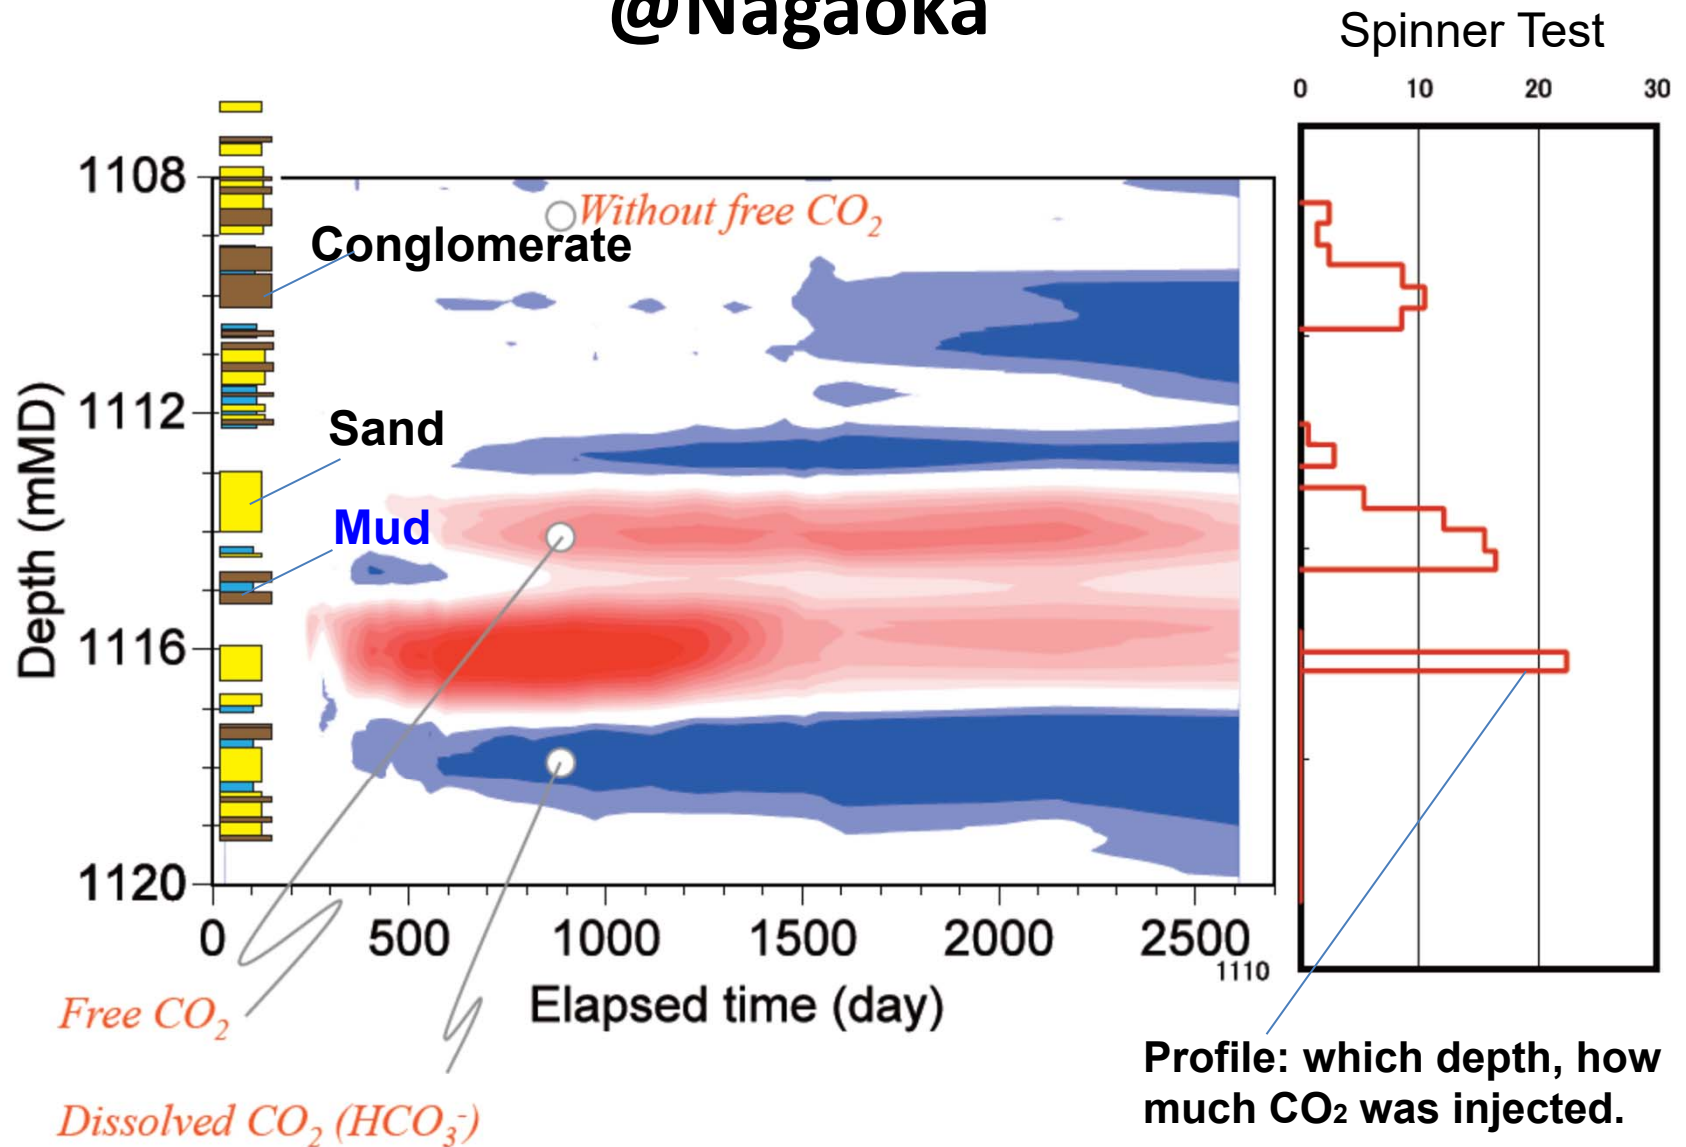 @Nagaoka
Spinner Test
0 10 20 30
1108
Without free CO₂
Conglomerate
1112
Sand
Mud
Depth (mMD)
1116
1120
0 500 1000 1500 2000 2500
1110
Elapsed time (day)
Free CO₂
Dissolved CO₂ (HCO₃⁻)
Profile: which depth, how
much CO₂ was injected.